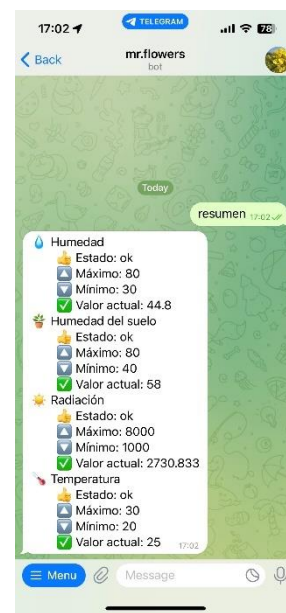 17:02
TELEGRAM
78
Back
mr.flowers
bot
Today
resumen 17:02
Humedad
Estado: ok
Máximo: 80
Mínimo: 30
Valor actual: 44.8
Humedad del suelo
Estado: ok
Máximo: 80
Mínimo: 40
Valor actual: 58
Radiación
Estado: ok
Máximo: 8000
Mínimo: 1000
Valor actual: 2730.833
Temperatura
Estado: ok
Máximo: 30
Mínimo: 20
Valor actual: 25 17:02
Menu
Message